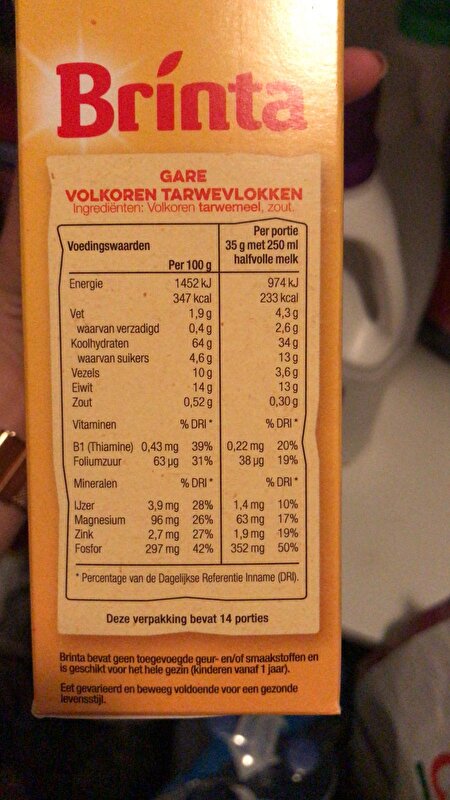 Brinta
GARE
VOLKOREN TARWEVLOKKEN
Ingrediënten: Volkoren tarwemeel, zout.
Voedingswaarden Per 100 g Per portie 35 g met 250 ml halfvolle melk
Energie 1452 kJ 974 kJ
347 kcal 233 kcal
Vet 1,9 g 4,3 g
waarvan verzadigd 0,4 g 2,6 g
Koolhydraten 64 g 34 g
waarvan suikers 4,6 g 13 g
Vezels 10 g 3,6 g
Eiwit 14 g 13 g
Zout 0,52 g 0,30 g
Vitaminen % DRI * % DRI *
B1 (Thiamine) 0,43 mg 39% 0,22 mg 20%
Foliumzuur 63 µg 31% 38 µg 19%
Mineralen % DRI * % DRI *
IJzer 3,9 mg 28% 1,4 mg 10%
Magnesium 96 mg 26% 63 mg 17%
Zink 2,7 mg 27% 1,9 mg 19%
Fosfor 297 mg 42% 352 mg 50%
* Percentage van de Dagelijkse Referentie Inname (DRI).
Deze verpakking bevat 14 porties
Brinta bevat geen toegevoegde geur- en/of smaakstoffen en
is geschikt voor het hele gezin (kinderen vanaf 1 jaar).
Eet gevarieerd en beweeg voldoende voor een gezonde
levensstijl.